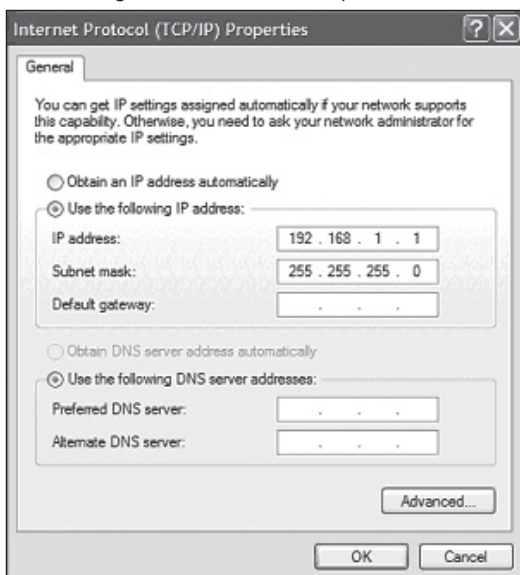 Internet Protocol (TCP/IP) Properties
General
You can get IP settings assigned automatically if your network supports
this capability. Otherwise, you need to ask your network administrator for
the appropriate IP settings.
Obtain an IP address automatically
Use the following IP address:
IP address: 192 . 168 . 1 . 1
Subnet mask: 255 . 255 . 255 . 0
Default gateway: . . .
Obtain DNS server address automatically
Use the following DNS server addresses:
Preferred DNS server: . . .
Alternate DNS server: . . .
Advanced...
OK Cancel